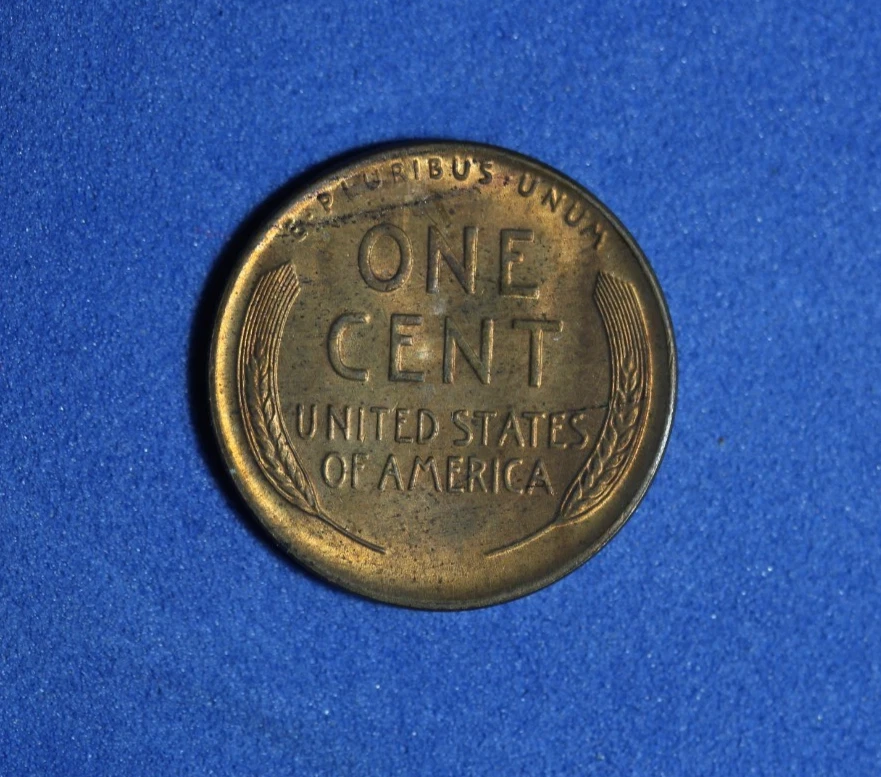 E·PLURIBUS·UNUM
ONE
CENT
UNITED STATES
OF AMERICA